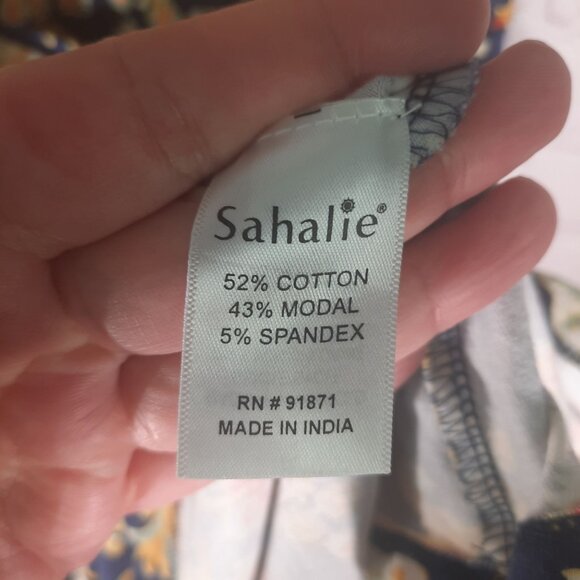 Sahalie®
52% COTTON
43% MODAL
5% SPANDEX
RN # 91871
MADE IN INDIA